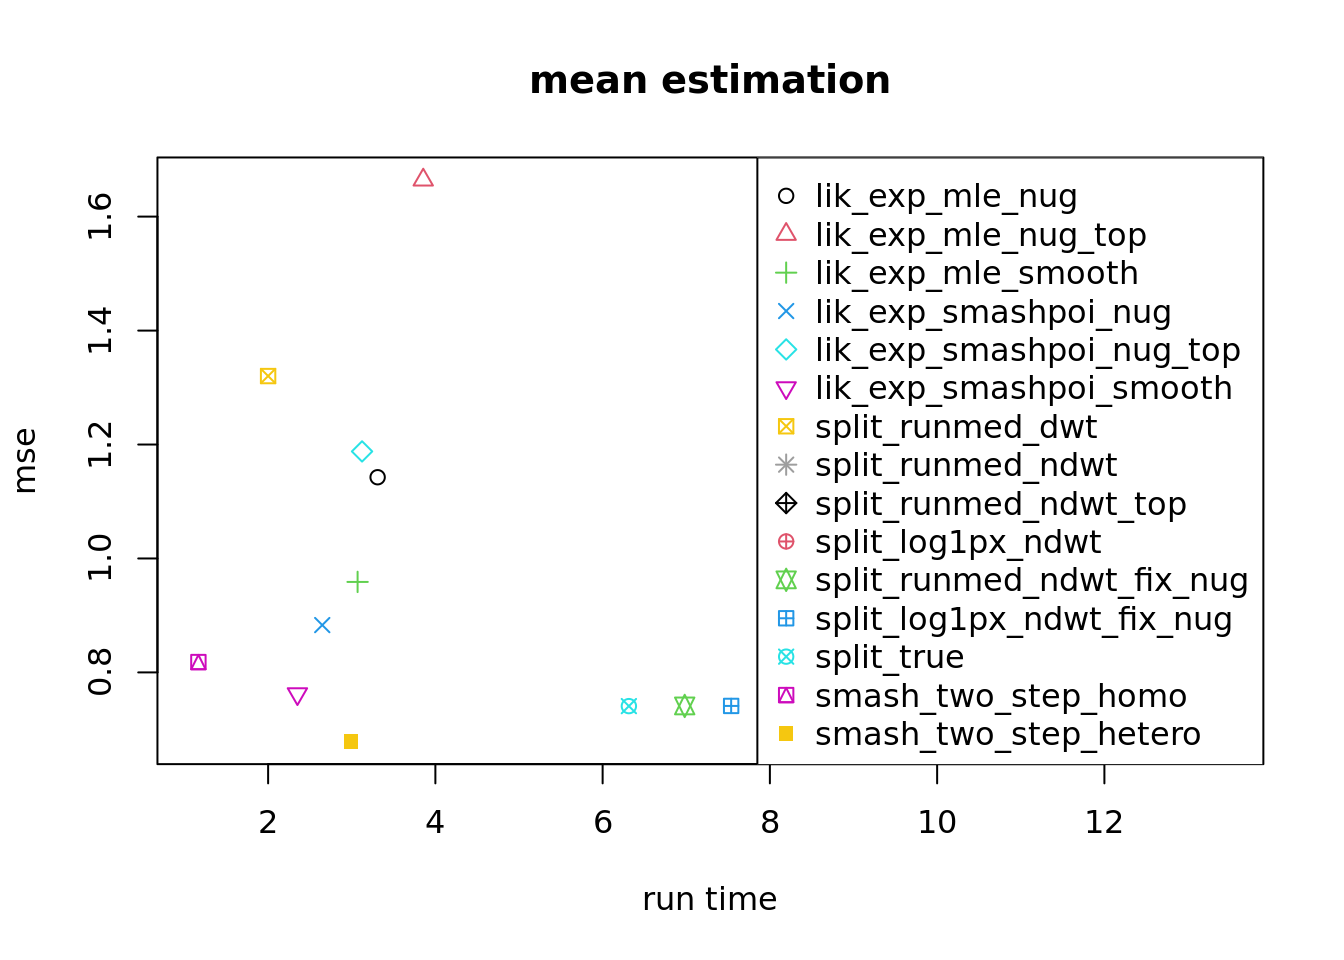 mean estimation
1.6
1.4
1.2
1.0
0.8
mse
lik_exp_mle_nug
lik_exp_mle_nug_top
lik_exp_mle_smooth
lik_exp_smashpoi_nug
lik_exp_smashpoi_nug_top
lik_exp_smashpoi_smooth
split_runmed_dwt
split_runmed_ndwt
split_runmed_ndwt_top
split_log1px_ndwt
split_runmed_ndwt_fix_nug
split_log1px_ndwt_fix_nug
split_true
smash_two_step_homo
smash_two_step_hetero
2 4 6 8 10 12
run time